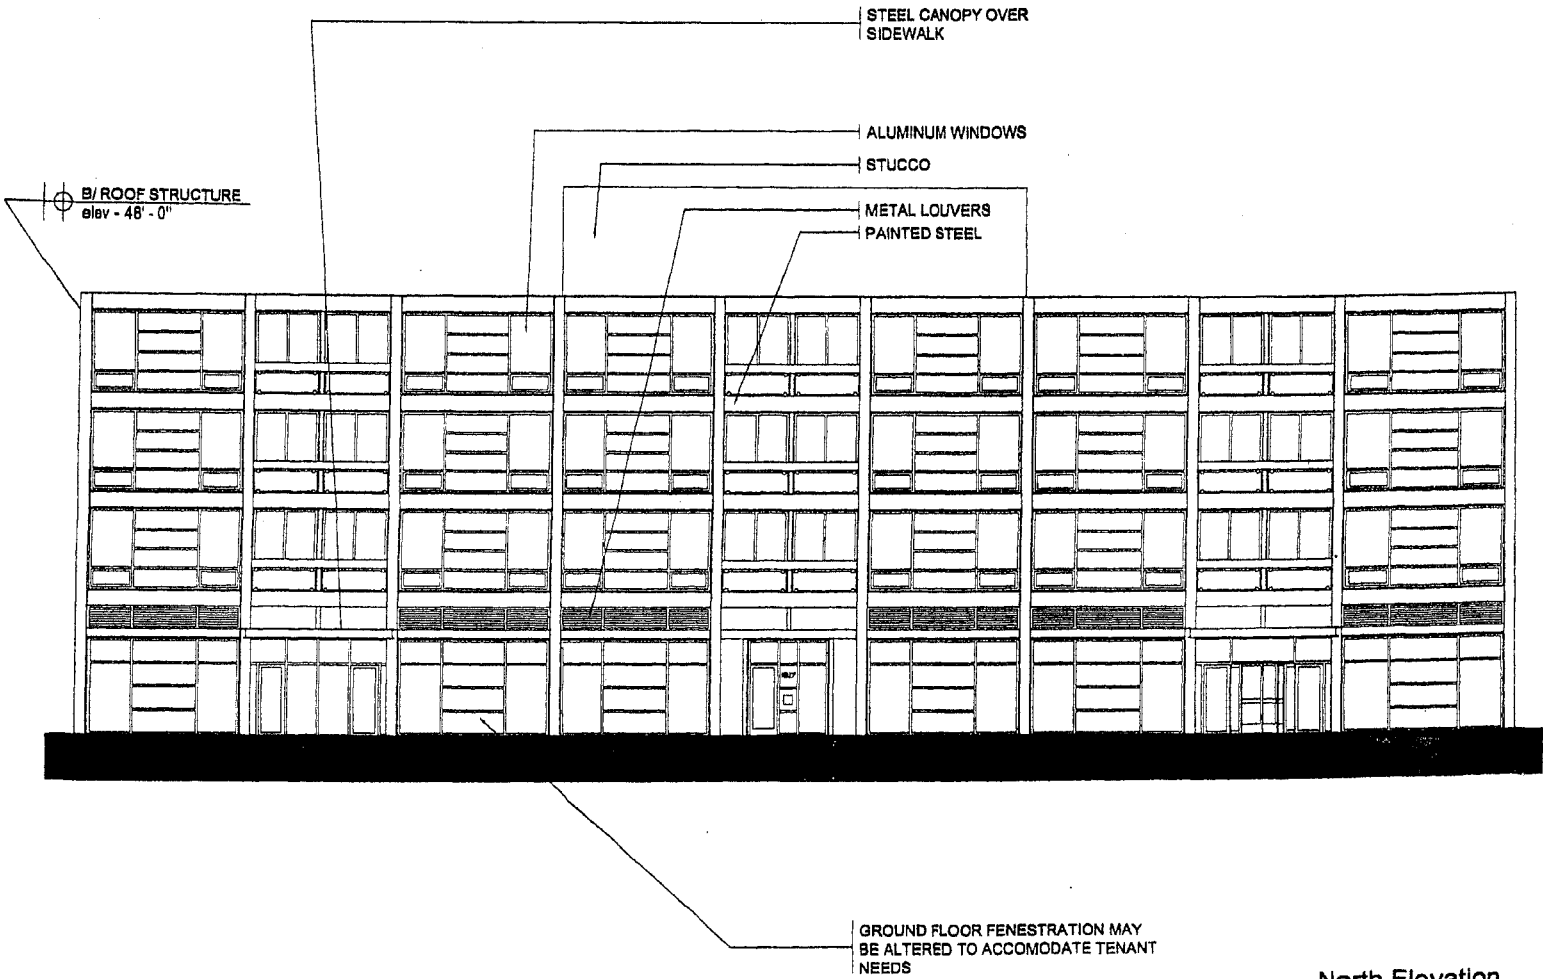 STEEL CANOPY OVER
SIDEWALK
ALUMINUM WINDOWS
STUCCO
B/ ROOF STRUCTURE
elev - 48' - 0"
METAL LOUVERS
PAINTED STEEL
GROUND FLOOR FENESTRATION MAY
BE ALTERED TO ACCOMODATE TENANT
NEEDS
North Elevation